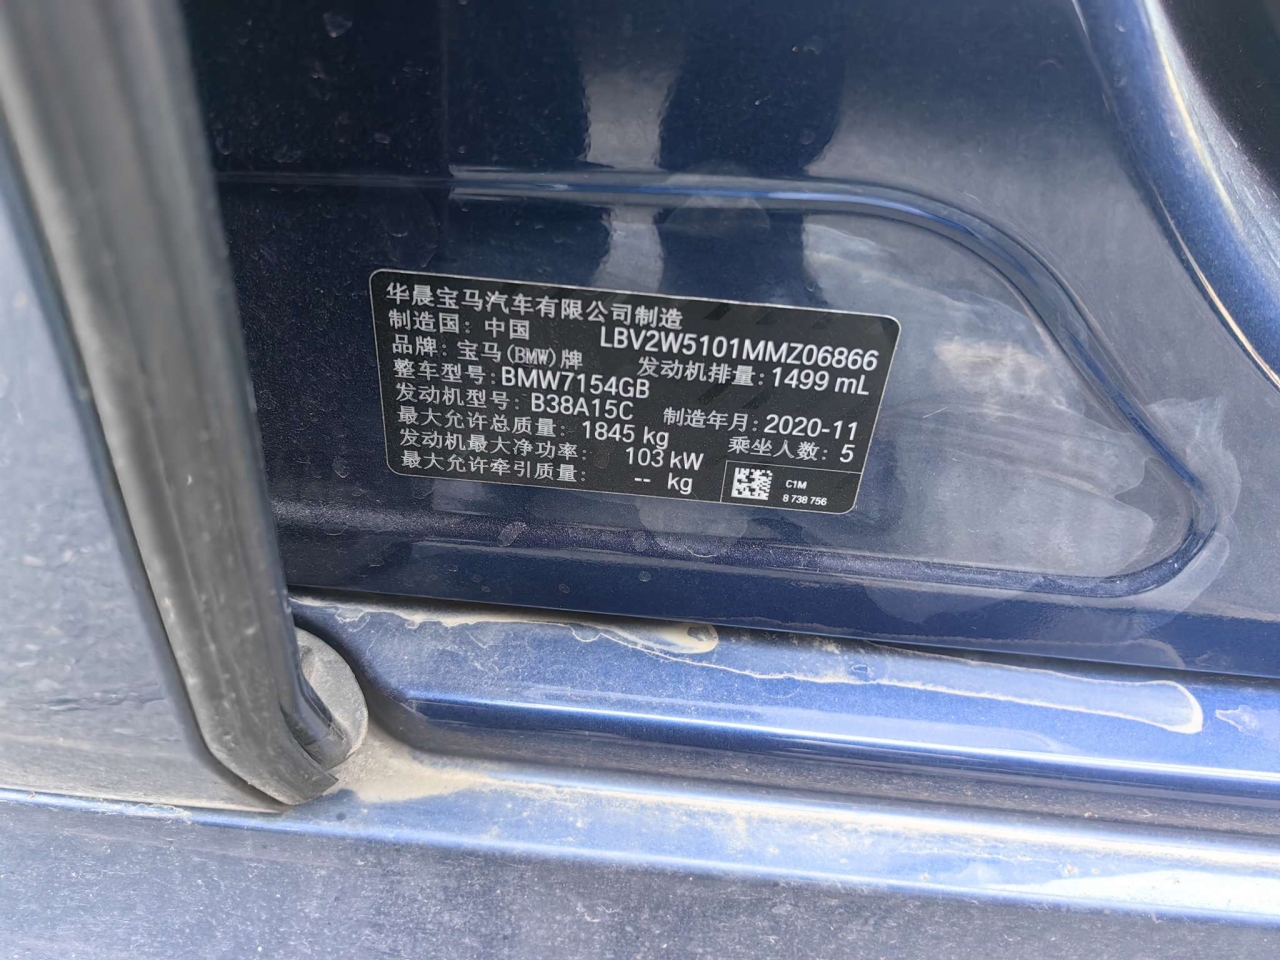 华晨宝马汽车有限公司制造
制造国：中国 LBV2W5101MMZ06866
品牌：宝马(BMW)牌 发动机排量：1499 mL
整车型号：BMW7154GB
发动机型号：B38A15C 制造年月：2020-11
最大允许总质量：1845 kg 乘坐人数：5
发动机最大净功率：103 kW
最大允许牵引质量：-- kg
C1M
8 738 756